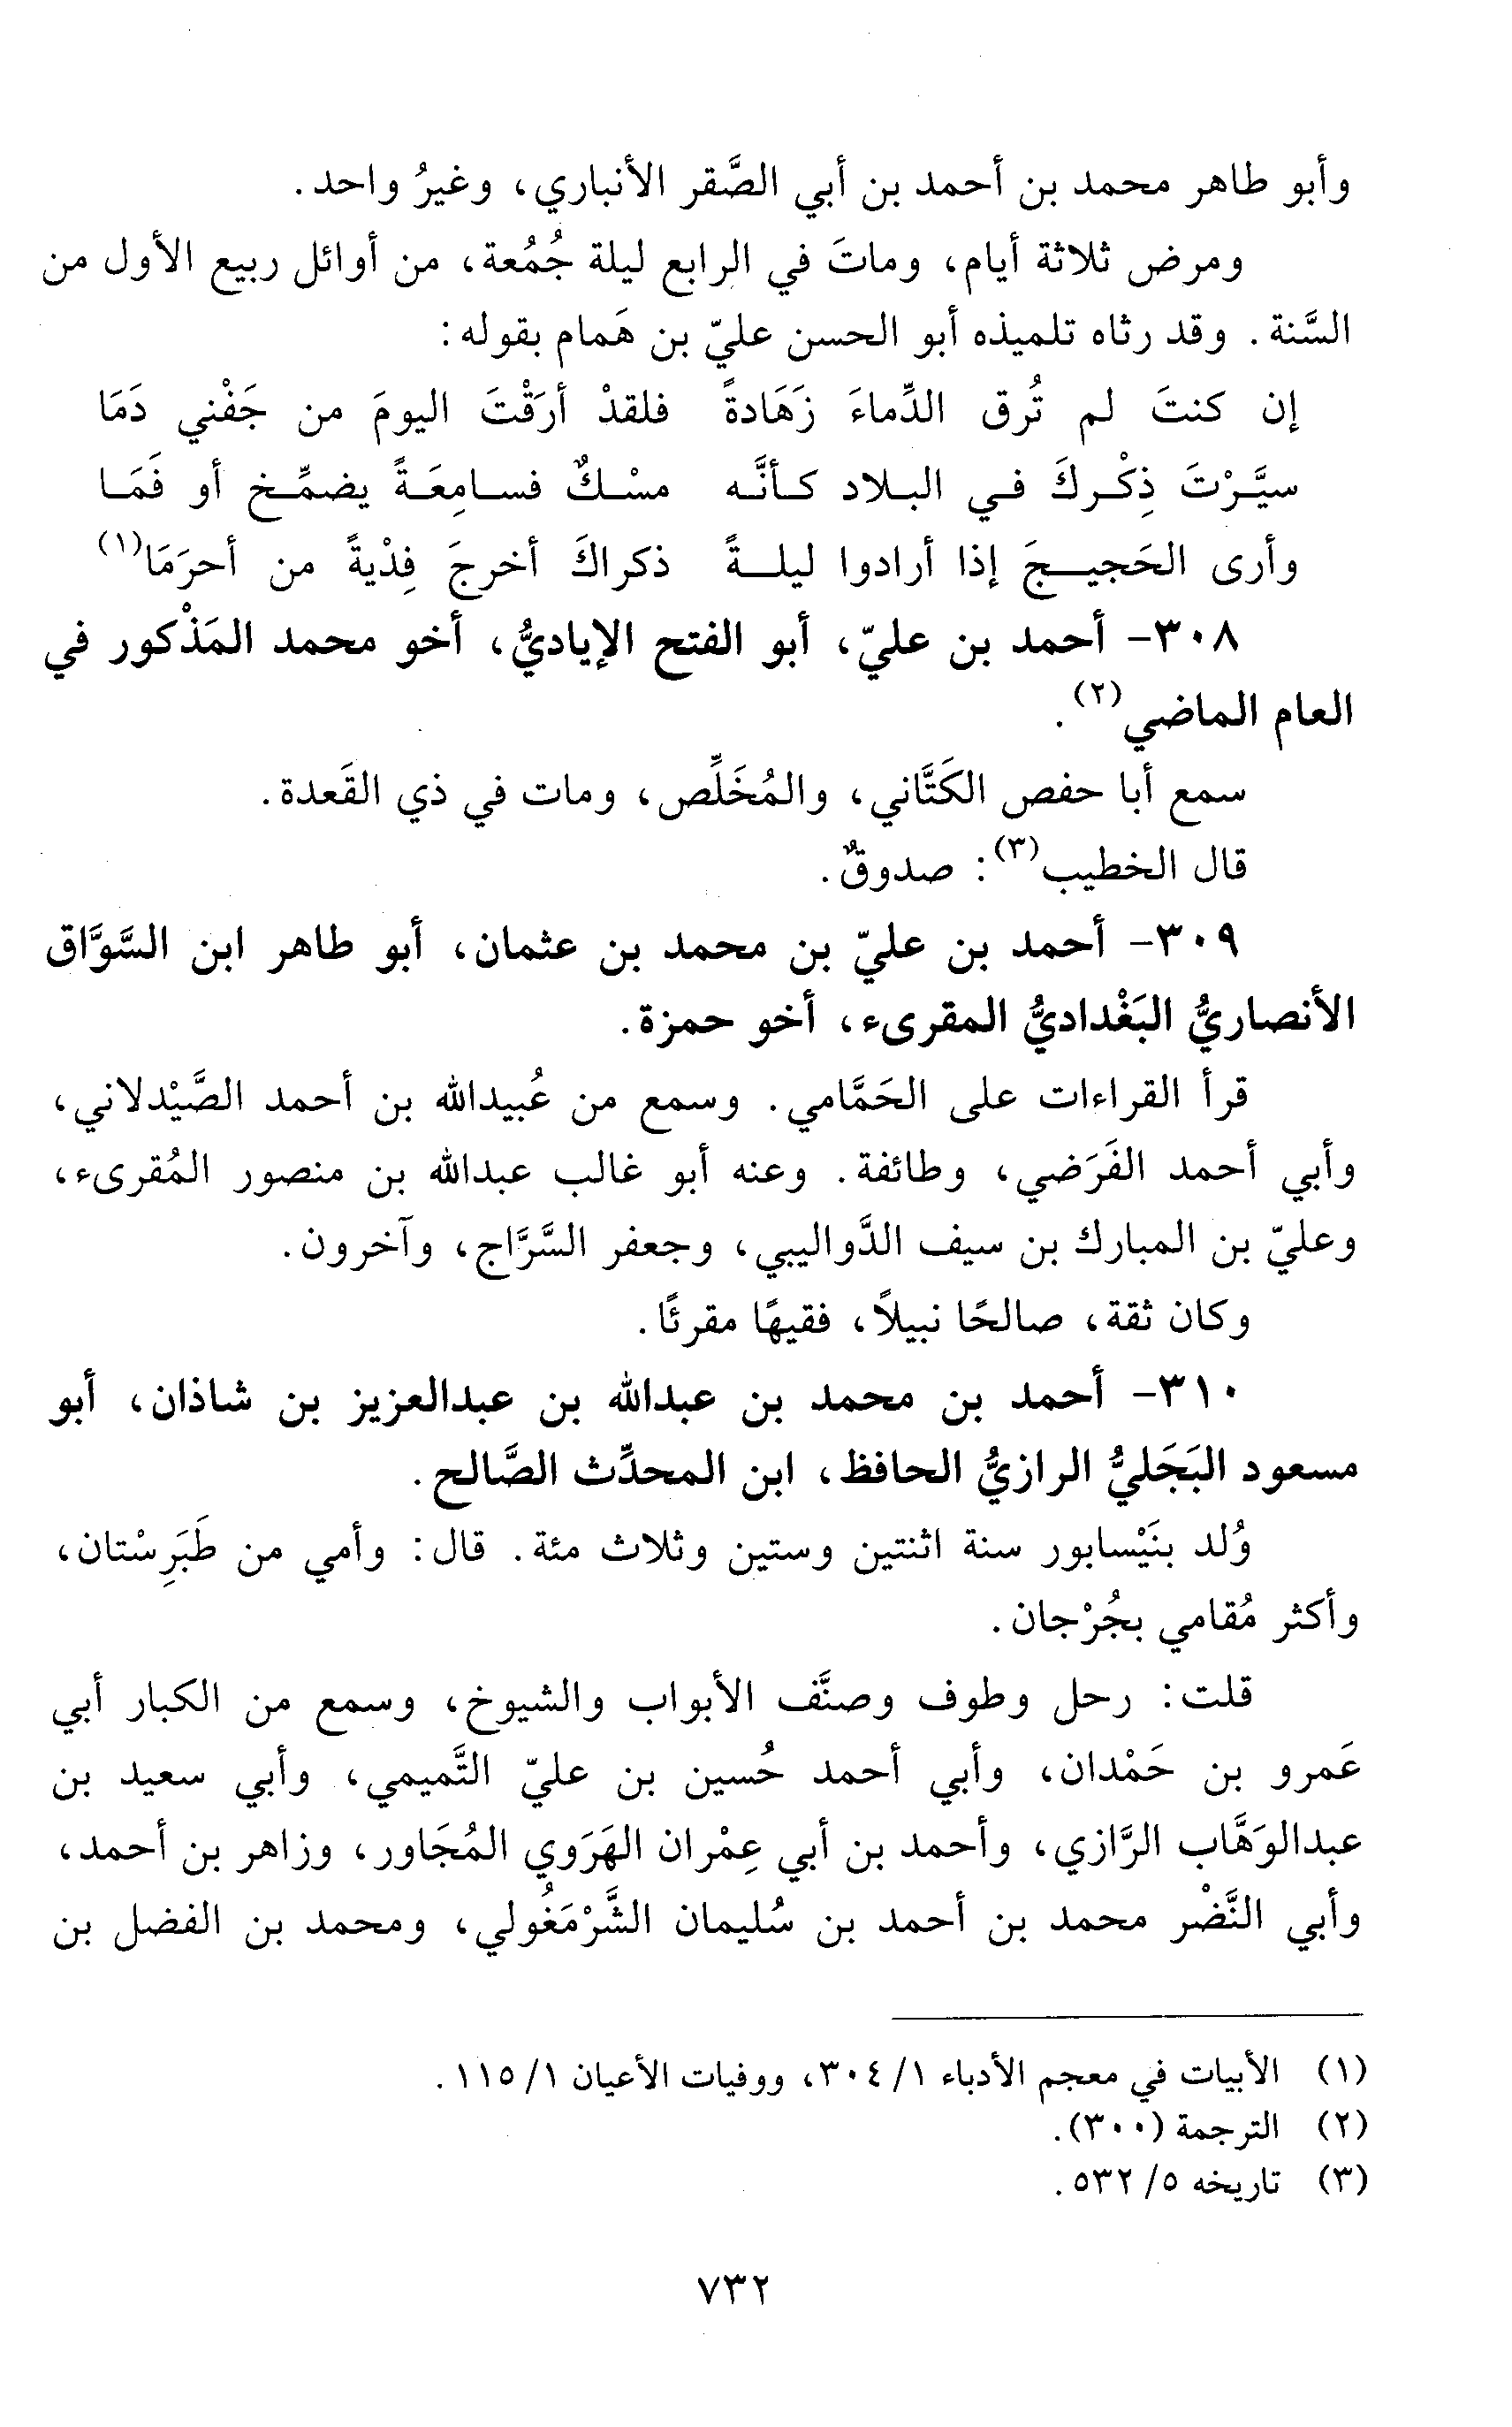 وأبو طاهر محمد بن أحمد بن أبي الصَّقر الأنباري، وغيرُ واحد.
ومرض ثلاثة أيام، وماتَ في الرابع ليلة جُمُعة، من أوائل ربيع الأول من
السَّنة. وقد رثاه تلميذه أبو الحسن عليّ بن هَمام بقوله:
إن كنتَ لم تُرق الدِّماءَ زَهَادةً فلقدْ أرَقْتَ اليومَ من جَفْني دَمَا
سيَّرْتَ ذِكْركَ في البلاد كأنَّه مسْكٌ فسامِعَةً يضمِّخ أو فَمَا
وأرى الحَجيجَ إذا أرادوا ليلةً ذكراكَ أخرجَ فِدْيةً من أحرَمَا(١)
٣٠٨- أحمد بن عليّ، أبو الفتح الإياديُّ، أخو محمد المَذْكور في
العام الماضي(٢).
سمع أبا حفص الكَتَّاني، والمُخَلِّص، ومات في ذي القَعدة.
قال الخطيب(٣): صدوقٌ.
٣٠٩- أحمد بن عليّ بن محمد بن عثمان، أبو طاهر ابن السَّوَّاق
الأنصاريُّ البَغْداديُّ المقرىء، أخو حمزة.
قرأ القراءات على الحَمَّامي. وسمع من عُبيدالله بن أحمد الصَّيْدلاني،
وأبي أحمد الفَرَضي، وطائفة. وعنه أبو غالب عبدالله بن منصور المُقرىء،
وعليّ بن المبارك بن سيف الدَّواليبي، وجعفر السَّرَّاج، وآخرون.
وكان ثقة، صالحًا نبيلاً، فقيهًا مقرئًا.
٣١٠- أحمد بن محمد بن عبدالله بن عبدالعزيز بن شاذان، أبو
مسعود البَجَليُّ الرازيُّ الحافظ، ابن المحدِّث الصَّالح.
وُلد بنَيْسابور سنة اثنتين وستين وثلاث مئة. قال: وأمي من طَبَرِسْتان،
وأكثر مُقامي بجُرْجان.
قلت: رحل وطوف وصنَّف الأبواب والشيوخ، وسمع من الكبار أبي
عَمرو بن حَمْدان، وأبي أحمد حُسين بن عليّ التَّميمي، وأبي سعيد بن
عبدالوَهَّاب الرَّازي، وأحمد بن أبي عِمْران الهَرَوي المُجَاور، وزاهر بن أحمد،
وأبي النَّضْر محمد بن أحمد بن سُليمان الشَّرْمَغُولي، ومحمد بن الفضل بن
(١) الأبيات في معجم الأدباء ١/ ٣٠٤، ووفيات الأعيان ١/ ١١٥.
(٢) الترجمة (٣٠٠).
(٣) تاريخه ٥/ ٥٣٢.
٧٣٢